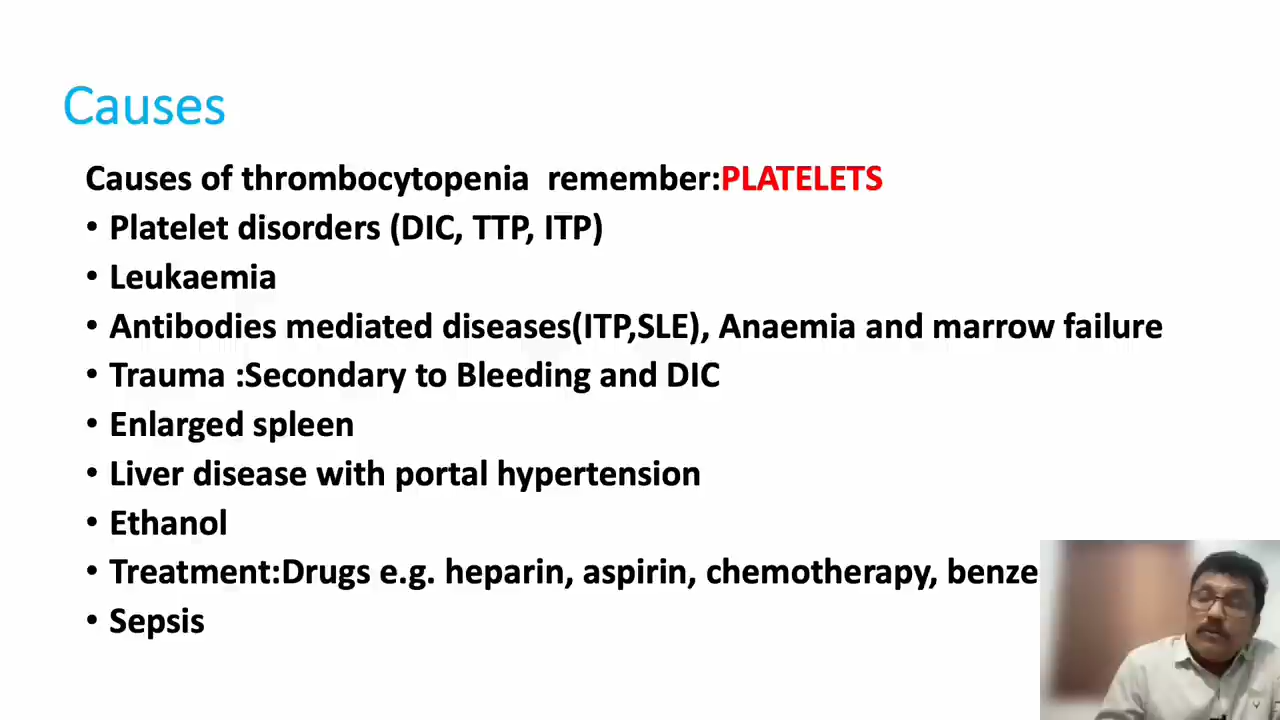 Causes
Causes of thrombocytopenia remember:PLATELETS
• Platelet disorders (DIC, TTP, ITP)
• Leukaemia
• Antibodies mediated diseases(ITP,SLE), Anaemia and marrow failure
• Trauma :Secondary to Bleeding and DIC
• Enlarged spleen
• Liver disease with portal hypertension
• Ethanol
• Treatment:Drugs e.g. heparin, aspirin, chemotherapy,
• Sepsis